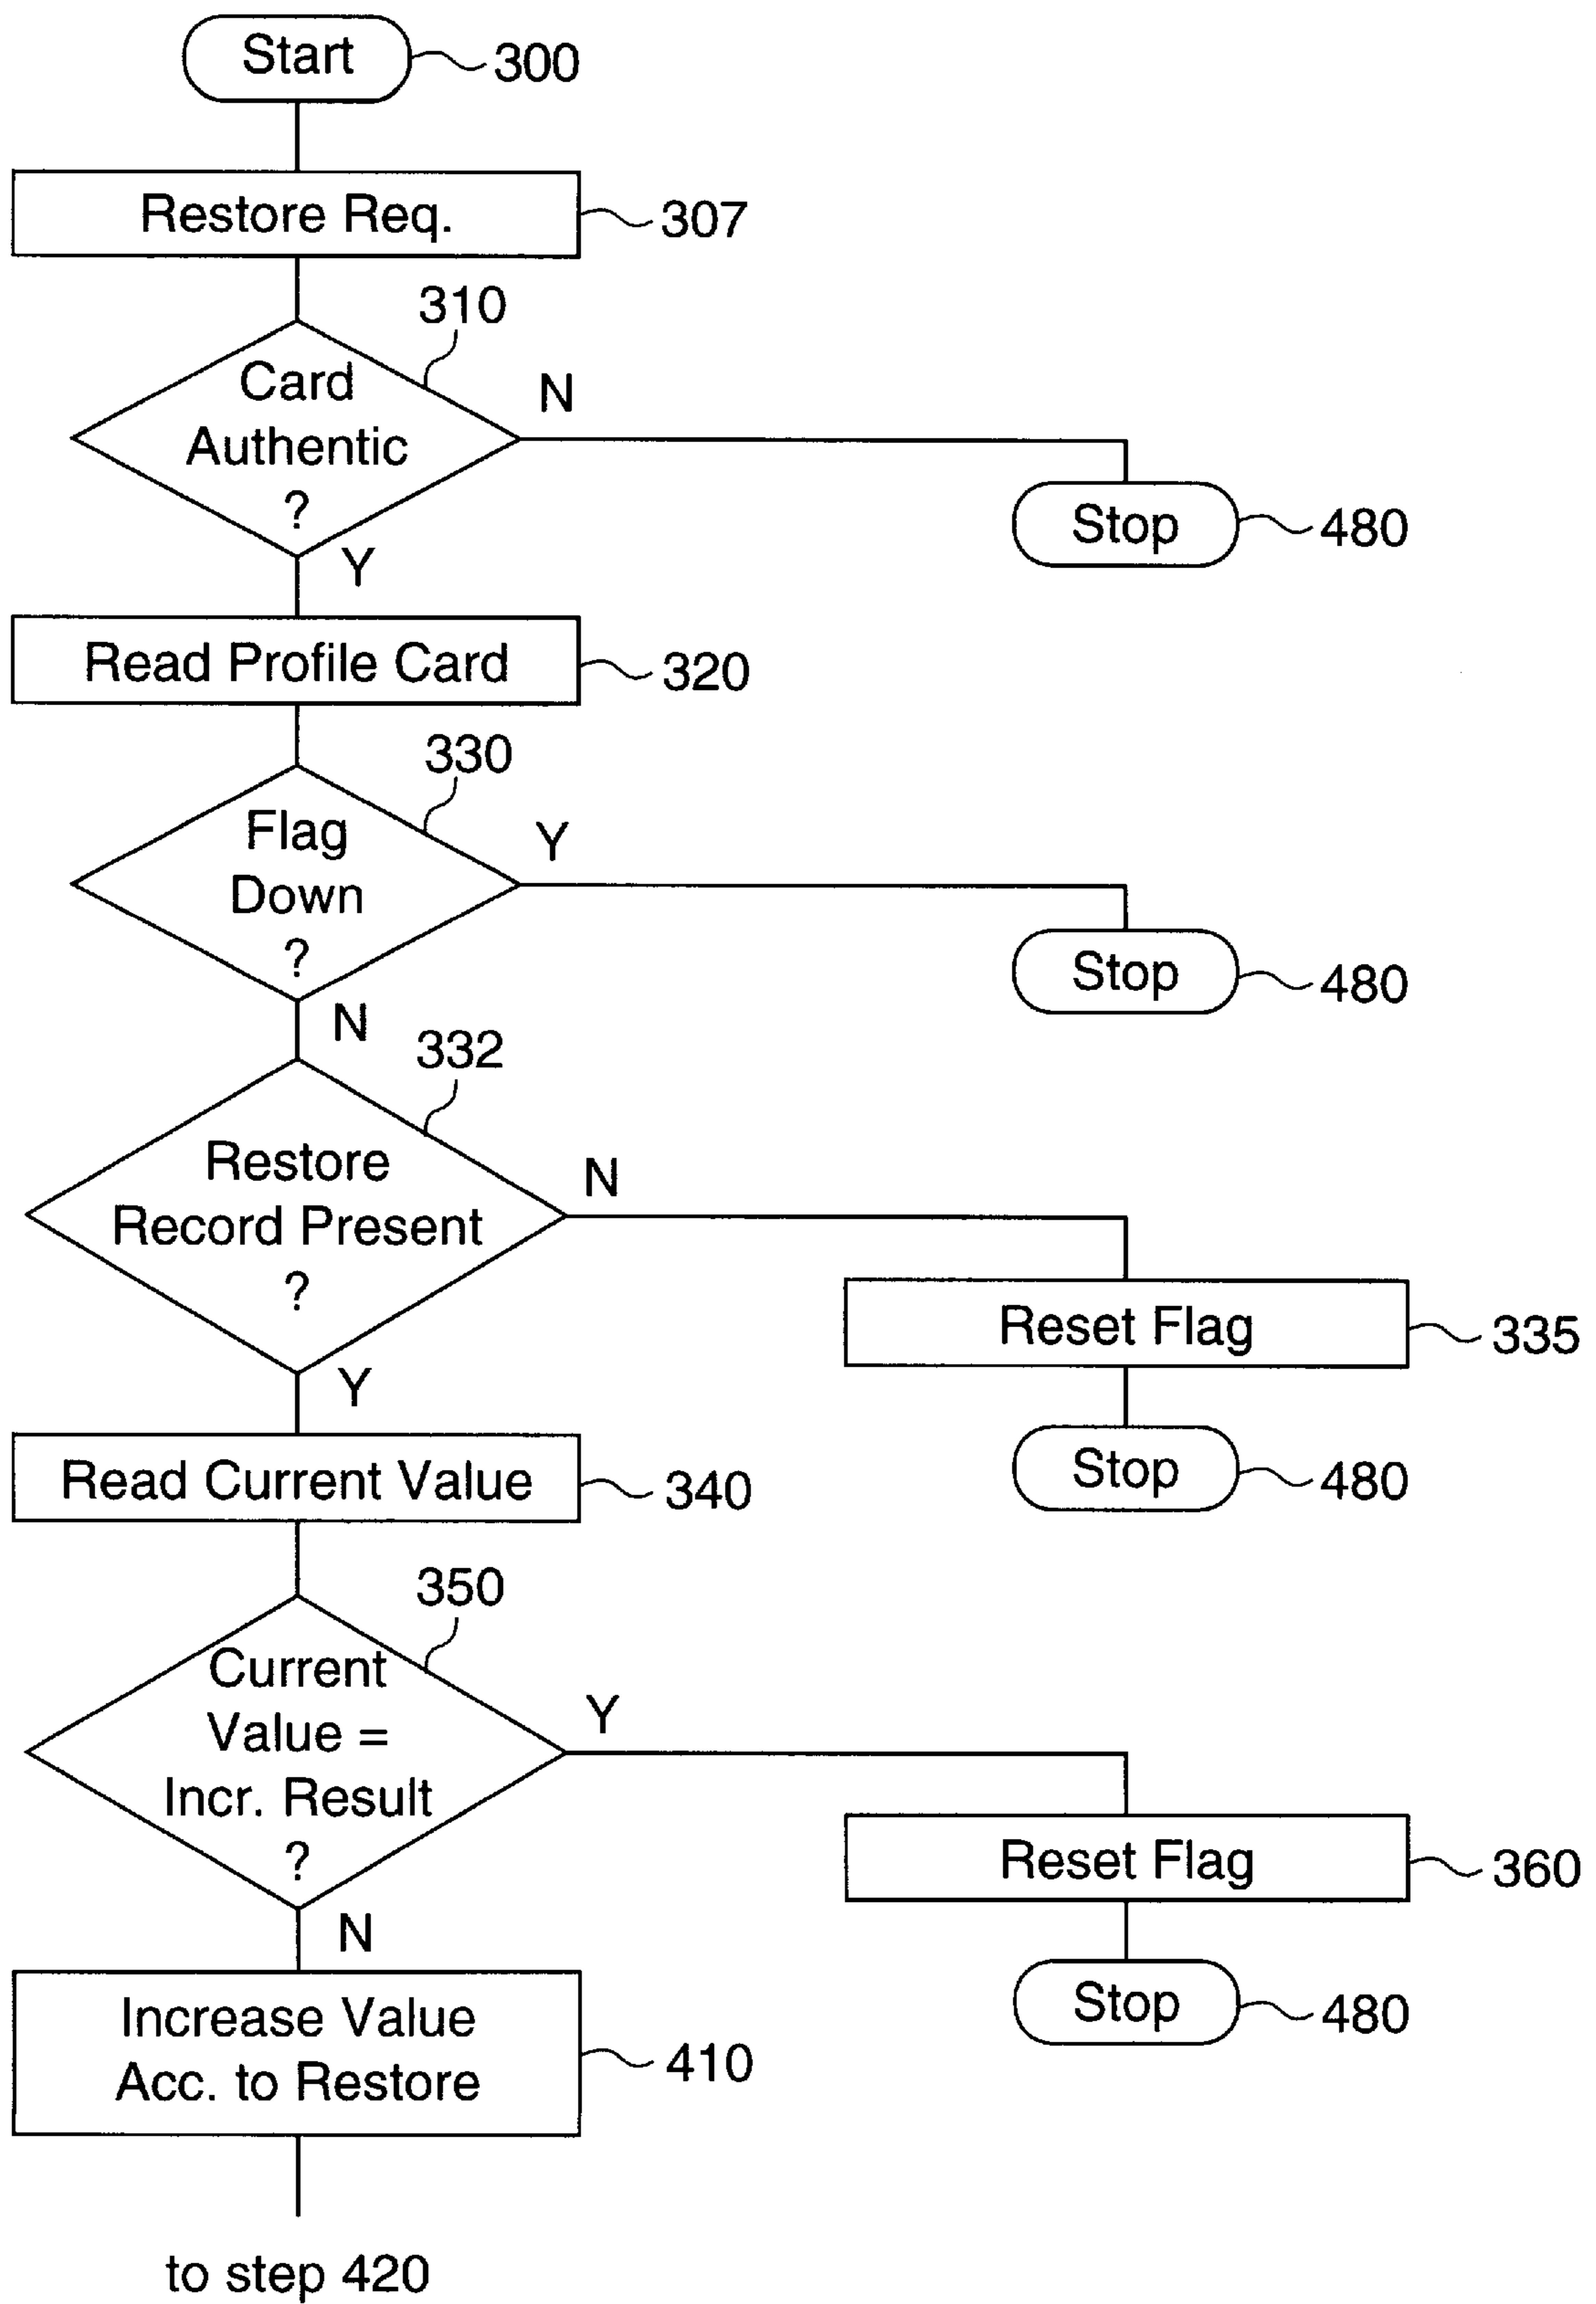 Start
300
Restore Req.
307
310
Card
Authentic
?
N
Y
Stop
480
Read Profile Card
320
330
Flag
Down
?
Y
N
Stop
480
332
Restore
Record Present
?
N
Y
Reset Flag
335
Stop
480
Read Current Value
340
350
Current
Value =
Incr. Result
?
Y
N
Reset Flag
360
Stop
480
Increase Value
Acc. to Restore
410
to step 420